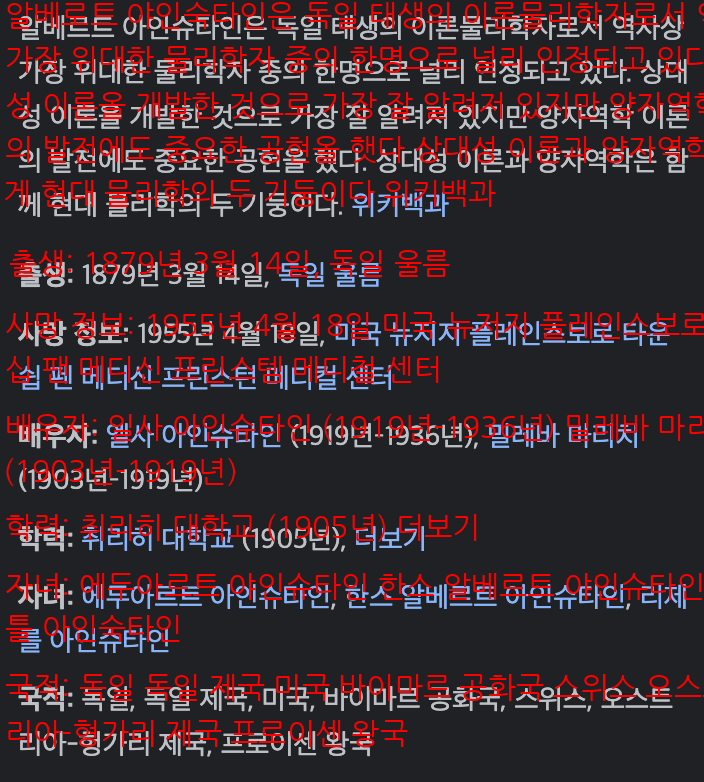 알베르트 아인슈타인은 독일 태생의 이론물리학자로서 역사상
가장 위대한 물리학자 중의 한명으로 널리 인정되고 있다. 상대
성 이론을 개발한 것으로 가장 잘 알려져 있지만 양자역학 이론
의 발전에도 중요한 공헌을 했다. 상대성 이론과 양자역학은 함
께 현대 물리학의 두 기둥이다. 위키백과
출생: 1879년 3월 14일, 독일 울름
사망 정보: 1955년 4월 18일, 미국 뉴저지 플레인스보로 타운
쉽 펜 메디신 프린스턴 메디컬 센터
배우자: 엘사 아인슈타인 (1919년-1936년), 밀레바 마리치
(1903년-1919년)
학력: 취리히 대학교 (1905년), 더보기
자녀: 에두아르트 아인슈타인, 한스 알베르트 아인슈타인, 리제
를 아인슈타인
국적: 독일, 독일 제국, 미국, 바이마르 공화국, 스위스, 오스트
리아-헝가리 제국, 프로이센 왕국